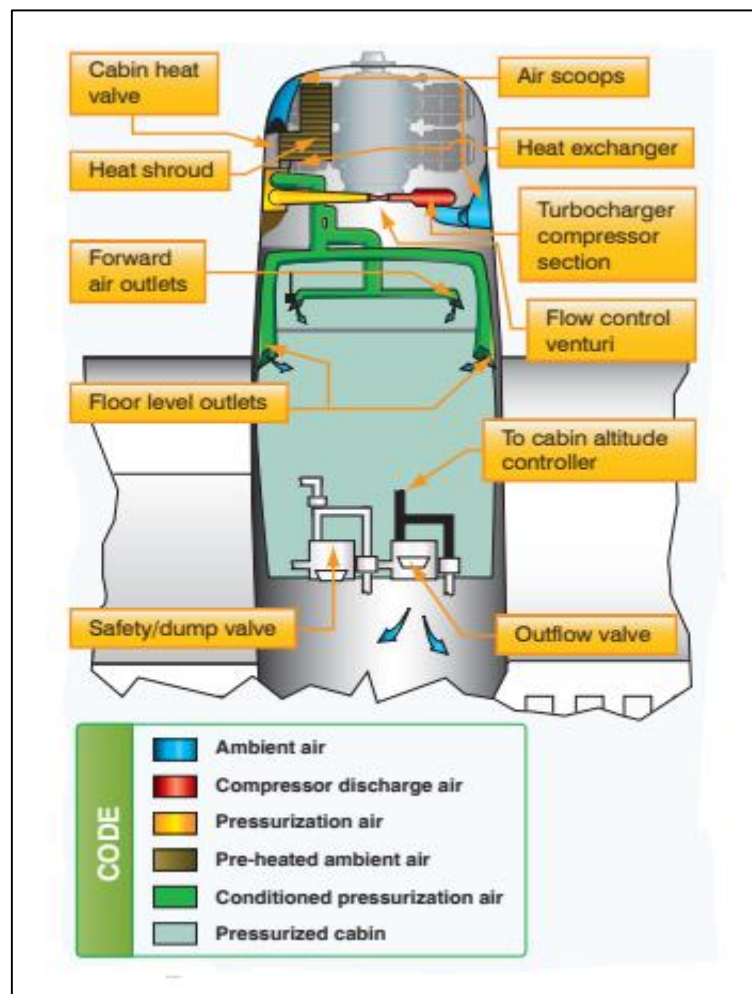 Cabin heat
valve
Air scoops
Heat shroud
Heat exchanger
Turbocharger
compressor
section
Forward
air outlets
Flow control
venturi
Floor level outlets
To cabin altitude
controller
Safety/dump valve
Outflow valve
CODE
Ambient air
Compressor discharge air
Pressurization air
Pre-heated ambient air
Conditioned pressurization air
Pressurized cabin